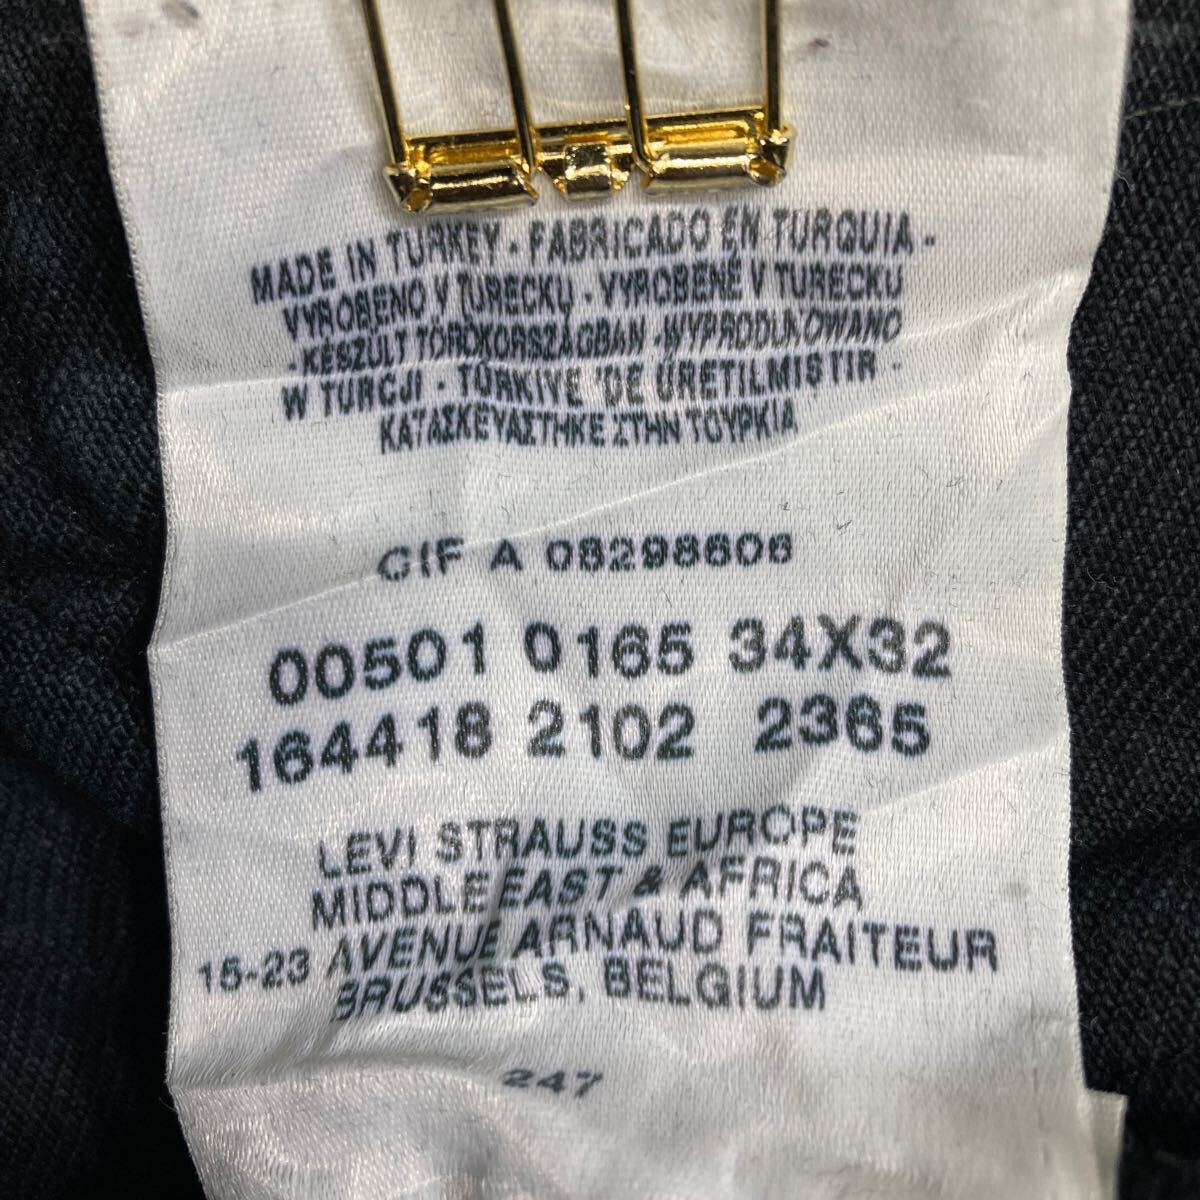 MADE IN TURKEY - FABRICADO EN TURQUIA -
VYROBENO V TURECKU - VYROBENÉ V TURECKU
- KÉSZÜLT TÖRÖKORSZÁGBAN - WYPRODUKOWANO
W TURCJI - TÜRKIYE 'DE ÜRETILMISTIR -
ΚΑΤΑΣΚΕΥΑΣΤΗΚΕ ΣΤΗΝ ΤΟΥΡΚΙΑ
CIF A 08298606
00501 0165 34X32
164418 2102 2365
LEVI STRAUSS EUROPE
MIDDLE EAST & AFRICA
15-23 AVENUE ARNAUD FRAITEUR
BRUSSELS, BELGIUM
247